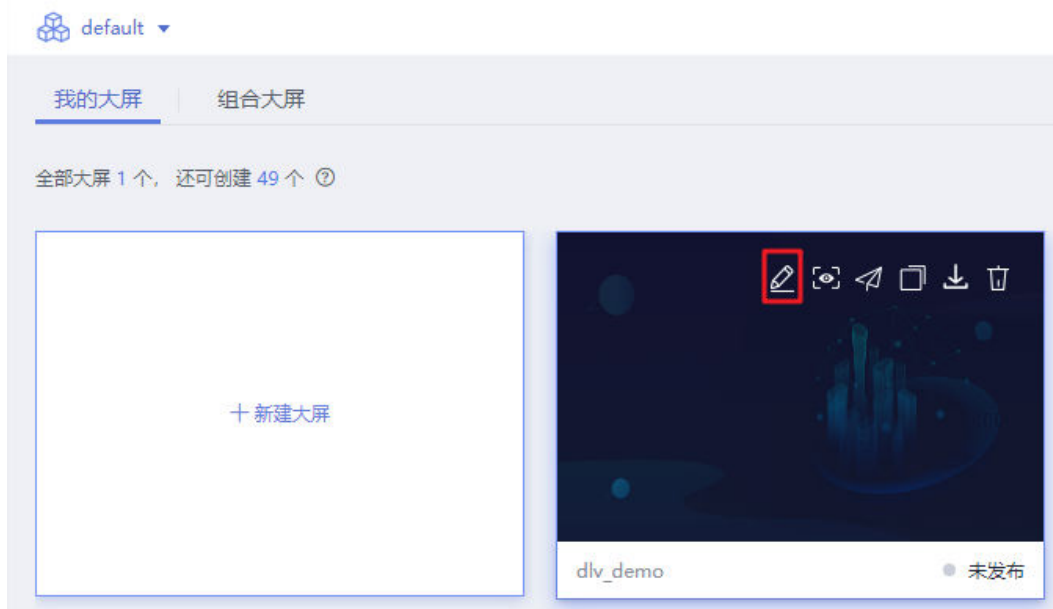 default
我的大屏 组合大屏
全部大屏 1 个, 还可创建 49 个
新建大屏
dlv_demo 未发布